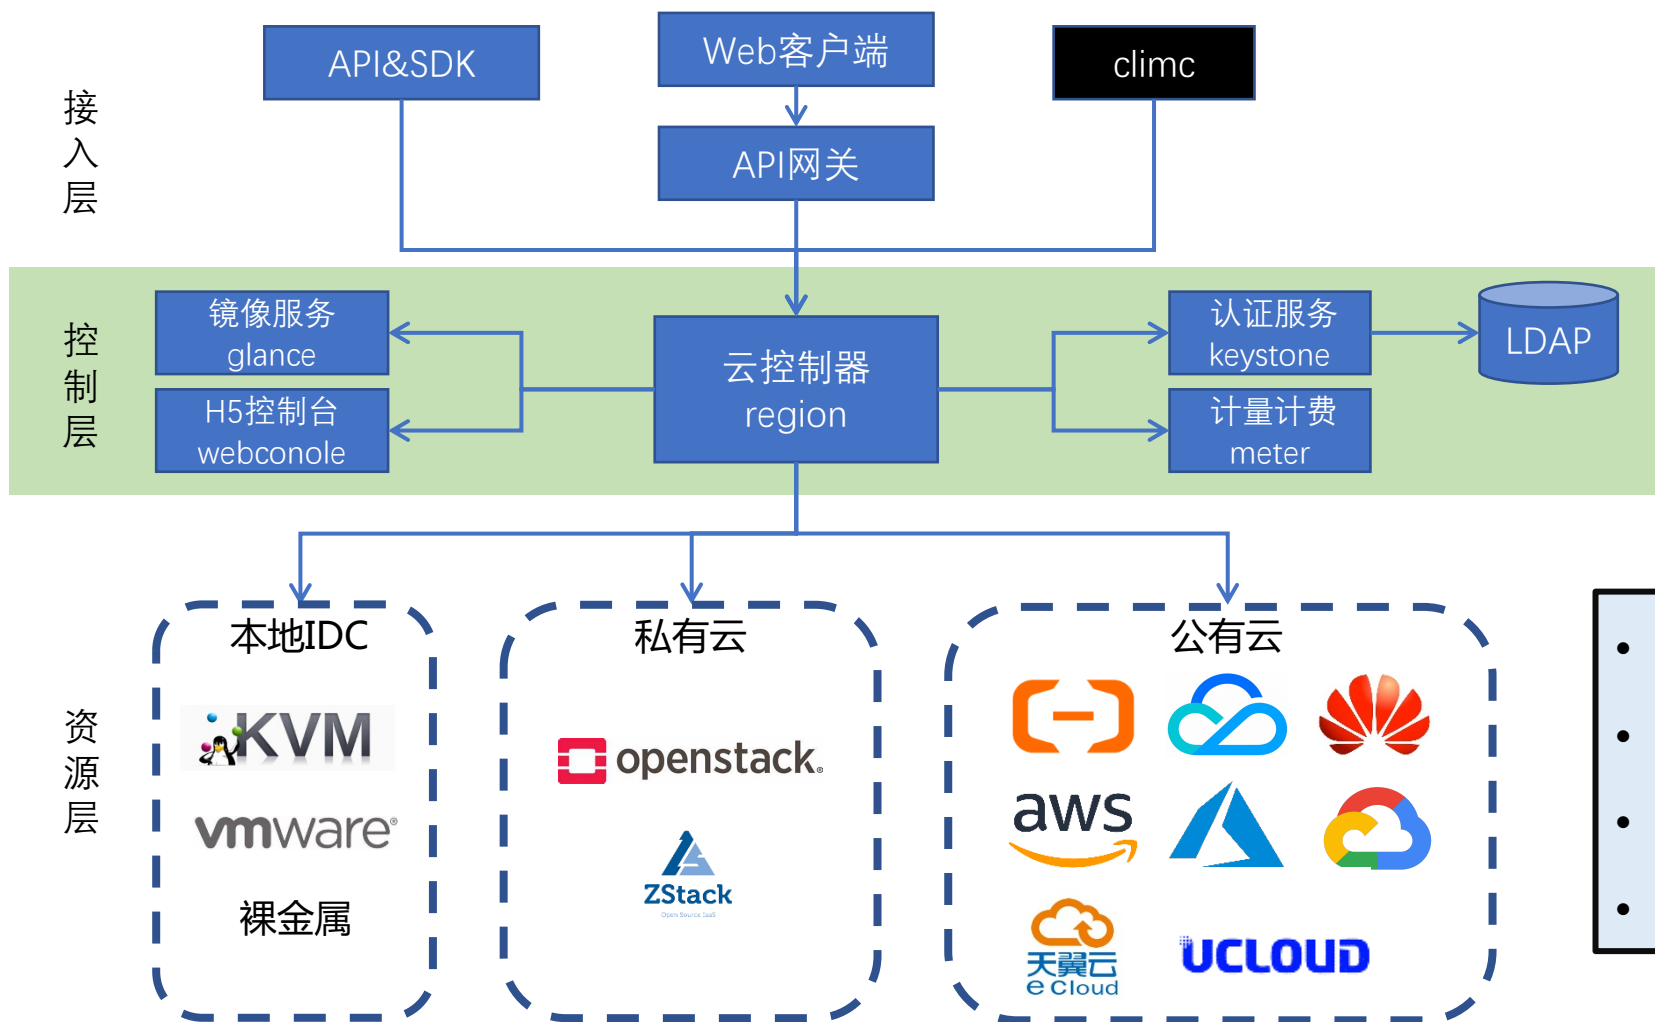 API&SDK
Web客户端
climc
API网关
接
入
层
镜像服务
glance
H5控制台
webconole
云控制器
region
认证服务
keystone
计量计费
meter
LDAP
控
制
层
本地IDC
KVM
vmware®
裸金属
私有云
openstack®
ZStack
Open Source IaaS
公有云
aws
天翼云
e Cloud
UCLOUD
资
源
层